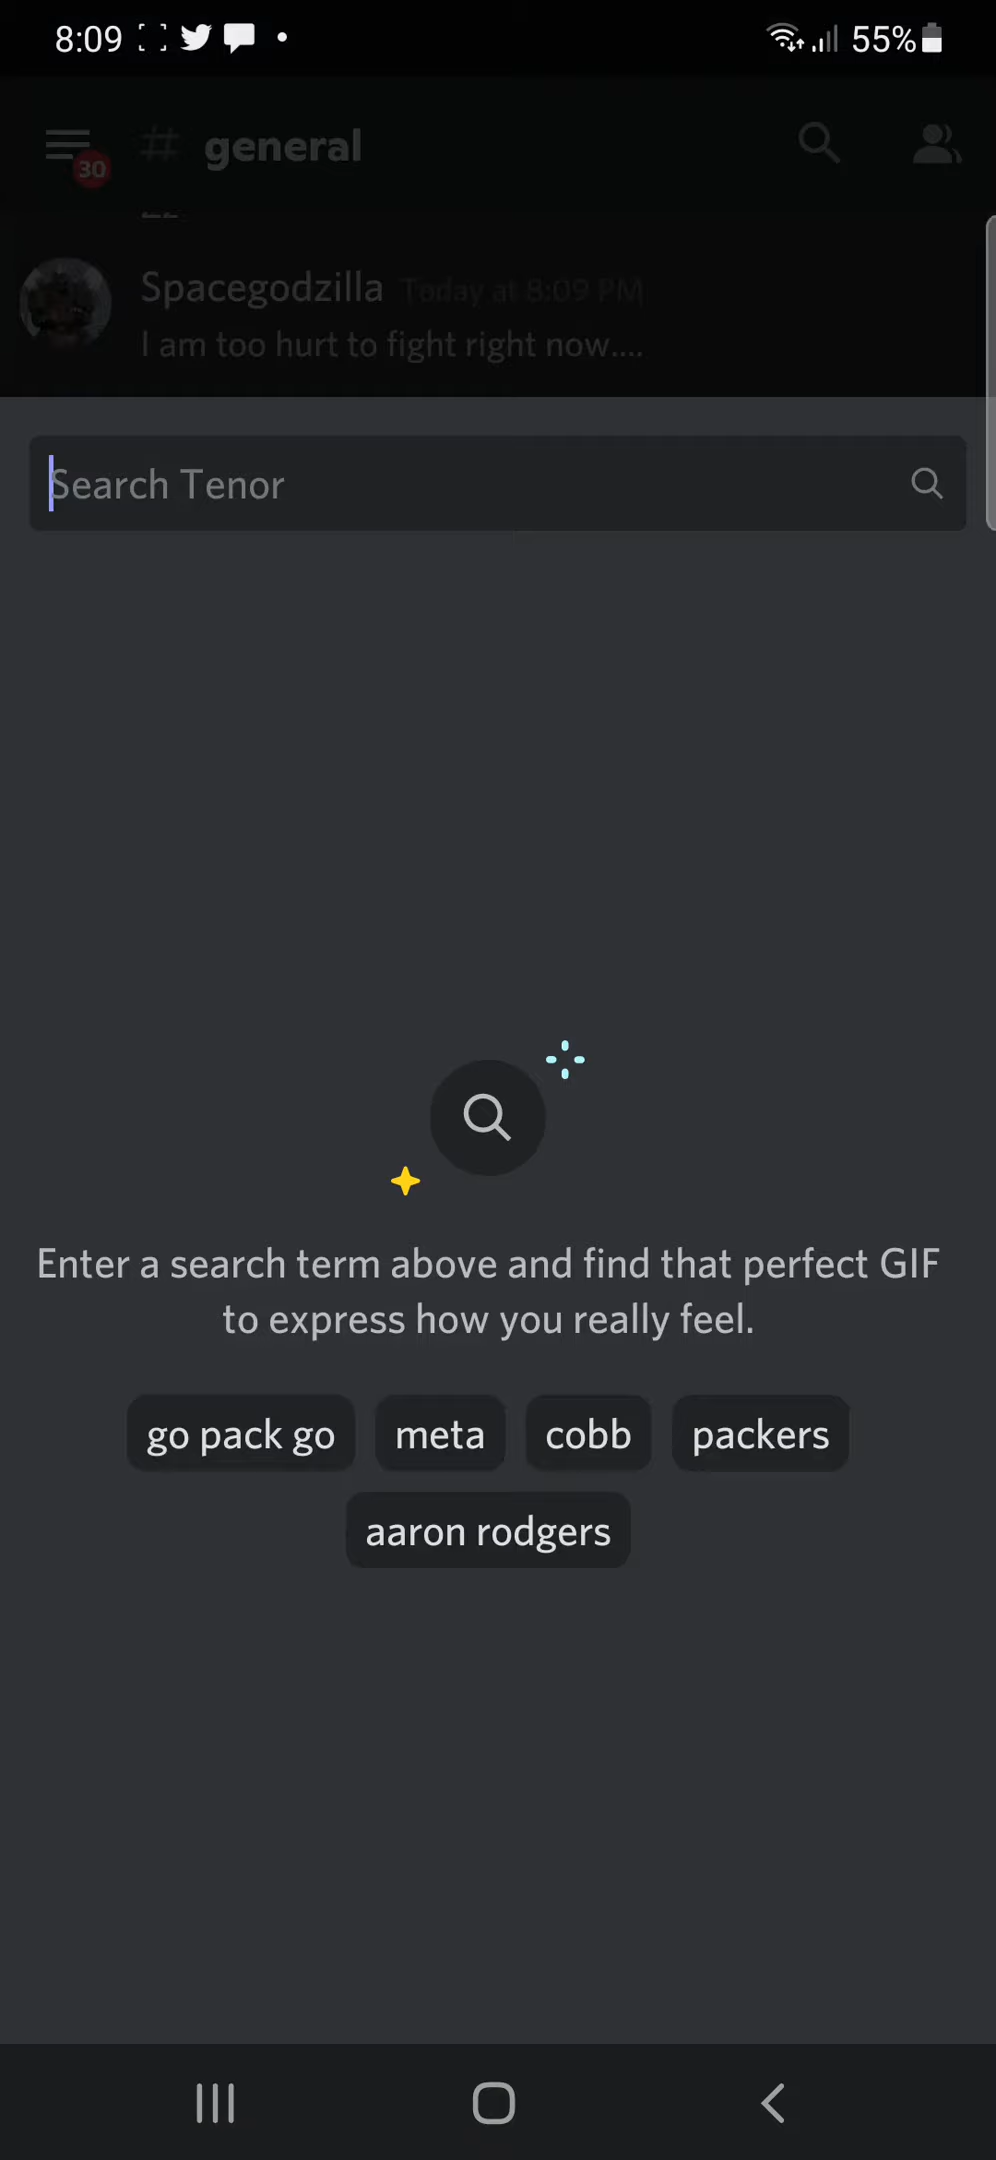 8:09 55%
30 # general
Spacegodzilla Today at 8:09 PM
I am too hurt to fight right now....
Search Tenor
Enter a search term above and find that perfect GIF
to express how you really feel.
go pack go meta cobb packers
aaron rodgers